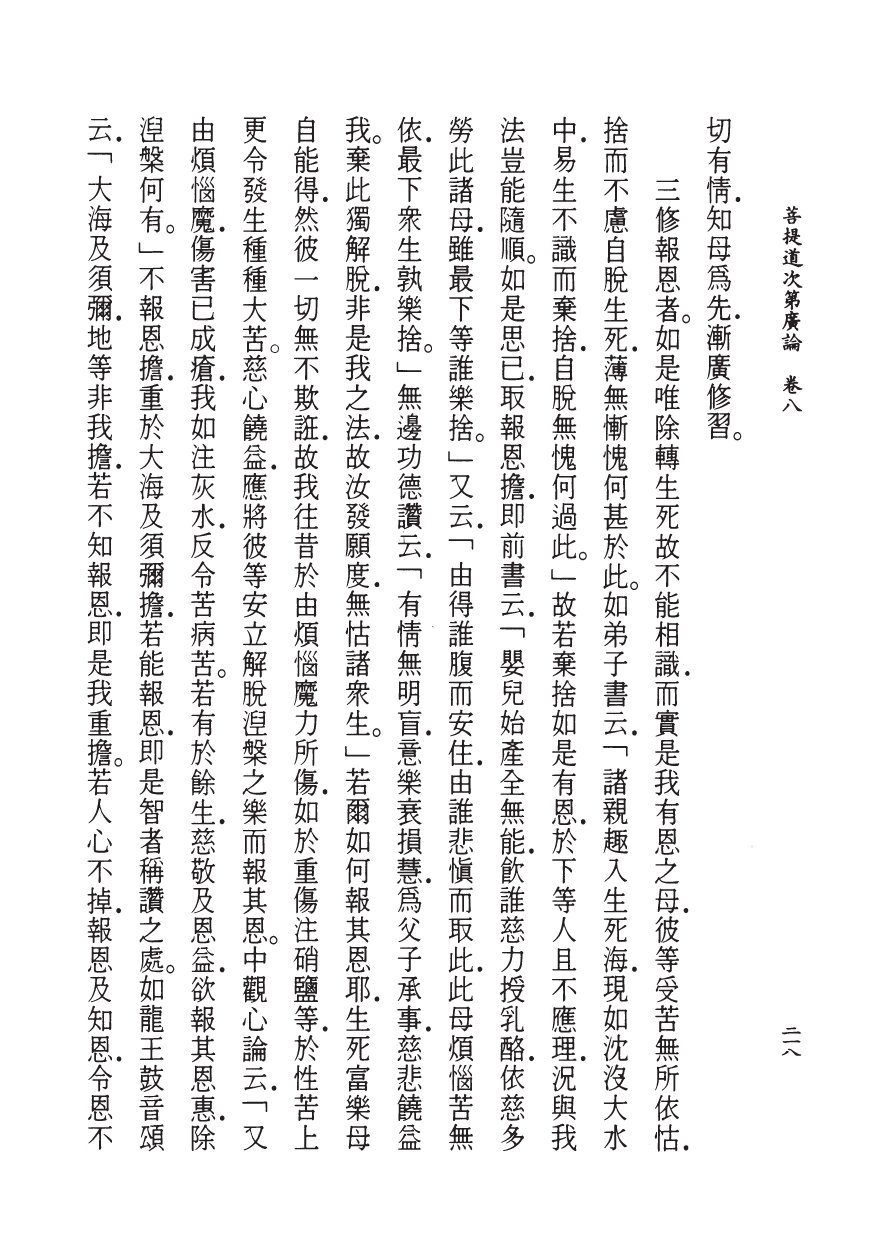 菩提道次第廣論　卷八
二一八
切有情．知母爲先．漸廣修習。
三修報恩者。如是唯除轉生死故不能相識．而實是我有恩之母．彼等受苦無所依怙．
捨而不慮自脫生死．薄無慚愧何甚於此。如弟子書云．「諸親趣入生死海．現如沈沒大水
中．易生不識而棄捨．自脫無愧何過此。」故若棄捨如是有恩．於下等人且不應理．況與我
法豈能隨順。如是思已．取報恩擔．即前書云．「嬰兒始產全無能．飲誰慈力授乳酪．依慈多
勞此諸母．雖最下等誰樂捨。」又云．「由得誰腹而安住．由誰悲愼而取此．此母煩惱苦無
依．最下衆生孰樂捨。」無邊功德讚云．「有情無明盲．意樂衰損慧．爲父子承事．慈悲饒益
我。棄此獨解脫．非是我之法．故汝發願度．無怙諸衆生。」若爾如何報其恩耶．生死富樂母
自能得．然彼一切無不欺誑．故我往昔於由煩惱魔力所傷．如於重傷注硝鹽等．於性苦上
更令發生種種大苦。慈心饒益．應將彼等安立解脫湼槃之樂而報其恩。中觀心論云．「又
由煩惱魔．傷害已成瘡．我如注灰水．反令苦病苦。若有於餘生．慈敬及恩益．欲報其恩惠．除
湼槃何有。」不報恩擔．重於大海及須彌擔．若能報恩．即是智者稱讚之處。如龍王鼓音頌
云．「大海及須彌．地等非我擔．若不知報恩．即是我重擔。若人心不掉．報恩及知恩．令恩不